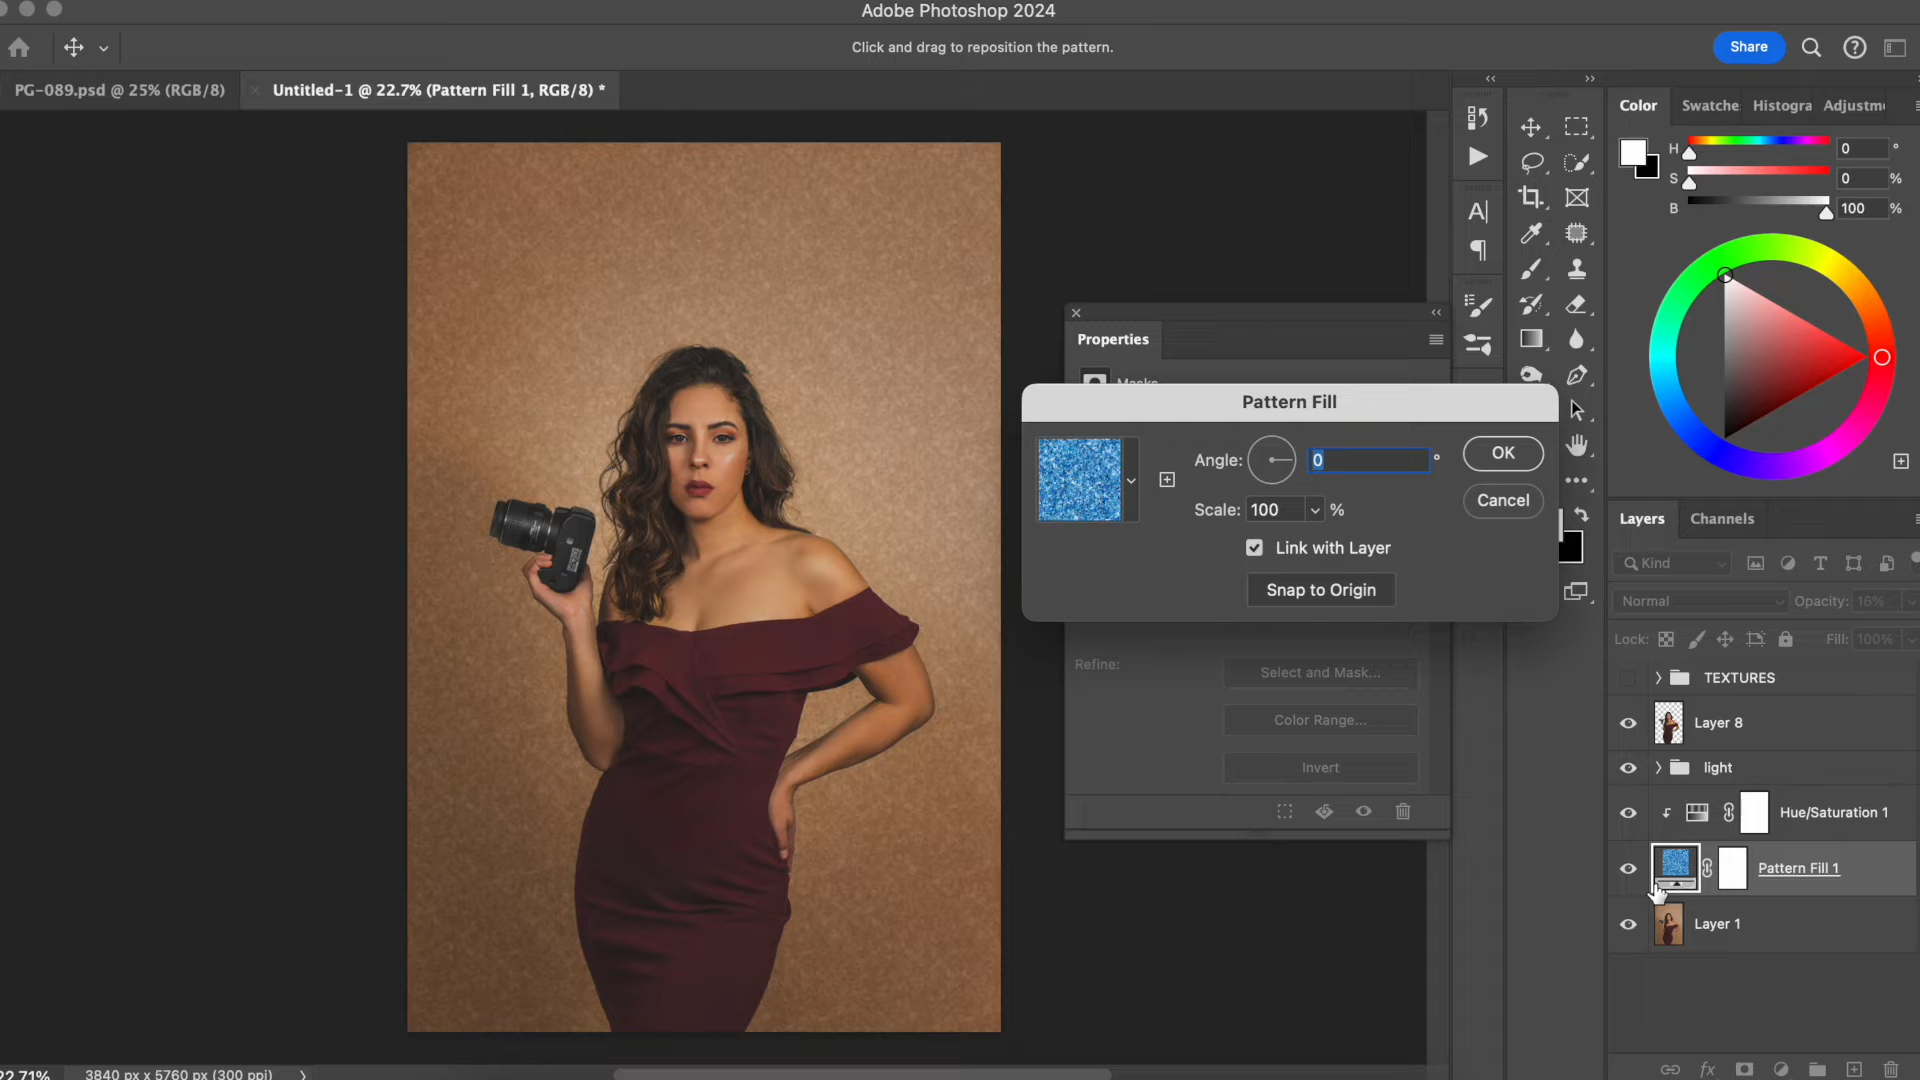 Adobe Photoshop 2024
Click and drag to reposition the pattern.
Share
PG-089.psd @ 25% (RGB/8)
Untitled-1 @ 22.7% (Pattern Fill 1, RGB/8) *
Color Swatche Histogra Adjustm
H 0 °
S 0 %
B 100 %
Properties
Masks
Pattern Fill
Angle: 0 °
OK
Scale: 100 %
Cancel
Link with Layer
Snap to Origin
Refine:
Select and Mask...
Color Range...
Invert
Layers Channels
Kind
Normal Opacity: 16%
Lock: Fill: 100%
TEXTURES
Layer 8
light
Hue/Saturation 1
Pattern Fill 1
Layer 1
22.71% 3840 px x 5760 px (300 ppi)